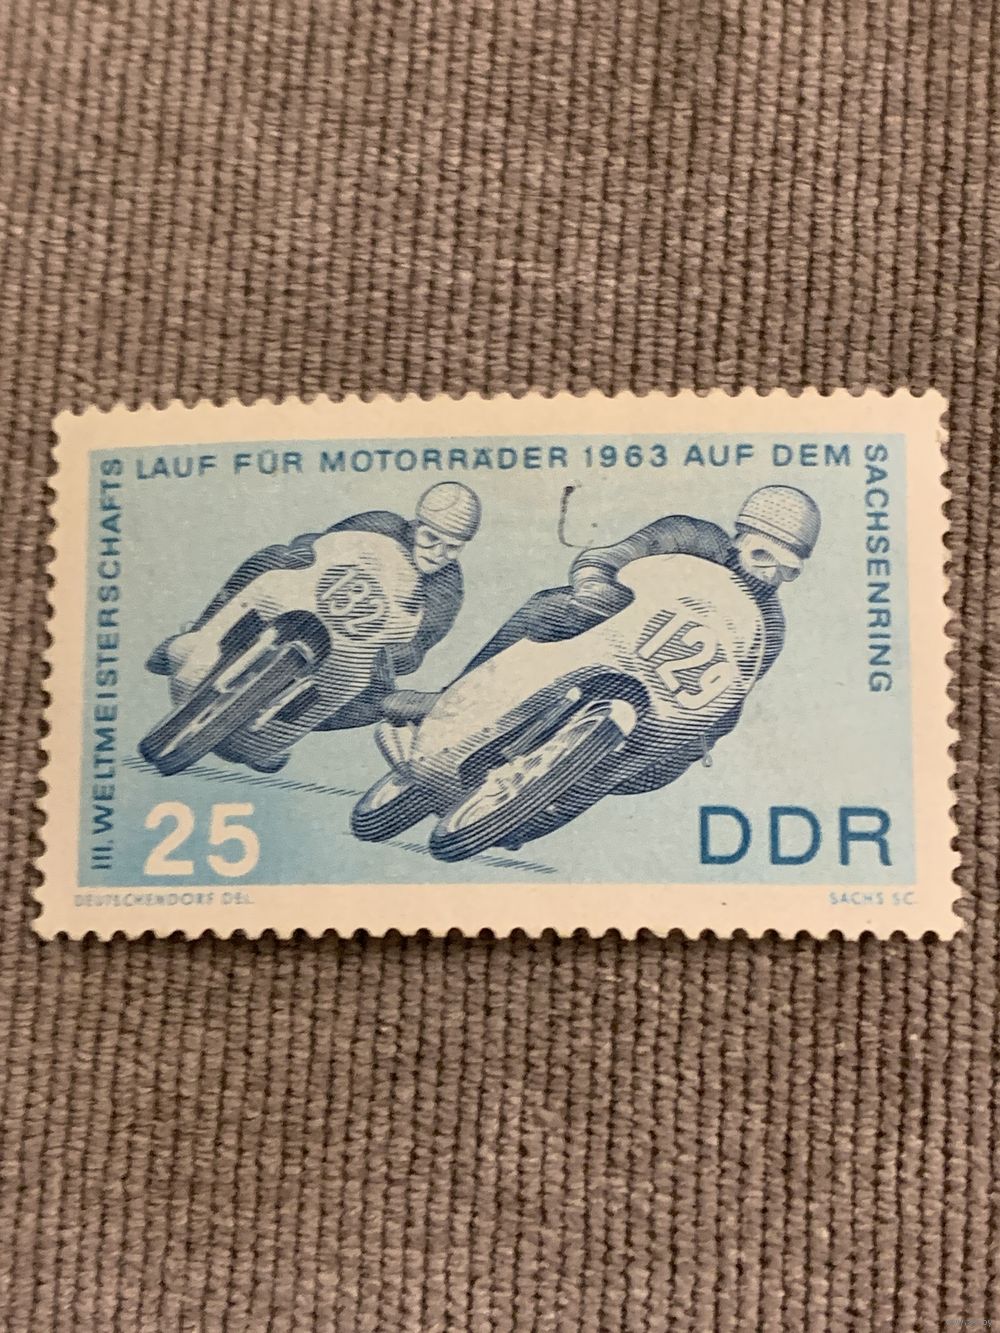 III. WELTMEISTERSCHAFTS
LAUF FÜR MOTORRÄDER 1963 AUF DEM
SACHSENRING
132
129
25
DDR
DEUTSCHENDORF DEL.
SACHS SC.